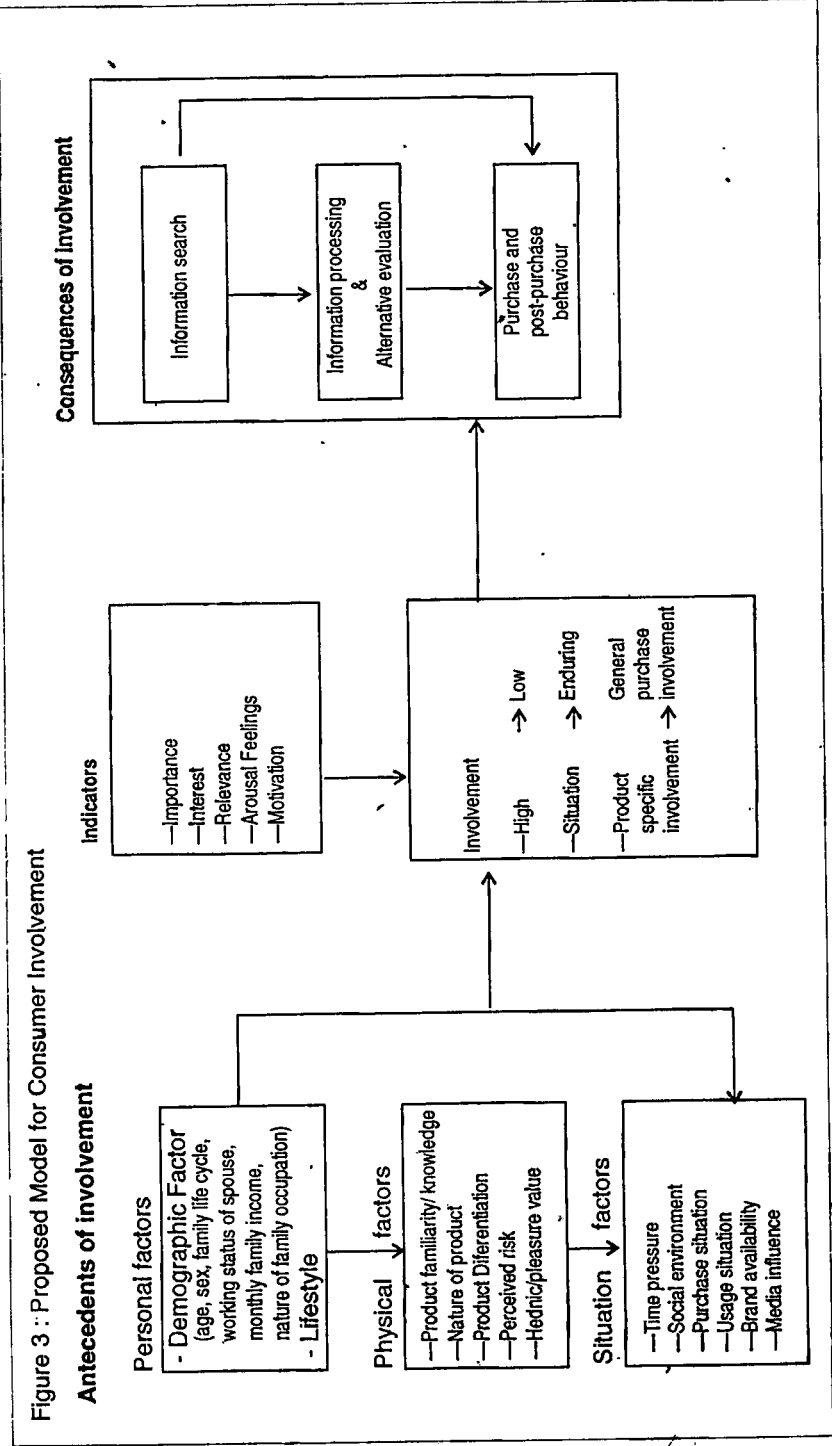 Figure 3 : Proposed Model for Consumer Involvement
Antecedents of involvement
Personal factors
- Demographic Factor
(age, sex, family life cycle,
working status of spouse,
monthly family income,
nature of family occupation)
- Lifestyle
Physical factors
—Product familiarity/ knowledge
—Nature of product
—Product Diferentiation
—Perceived risk
—Hednic/pleasure value
Situation factors
—Time pressure
—Social environment
—Purchase situation
—Usage situation
—Brand availability
—Media influence
Indicators
—Importance
—Interest
—Relevance
—Arousal Feelings
—Motivation
Involvement
—High → Low
—Situation → Enduring
—Product General
specific purchase
involvement → involvement
Consequences of involvement
Information search
Information processing
&
Alternative evaluation
Purchase and
post-purchase
behaviour